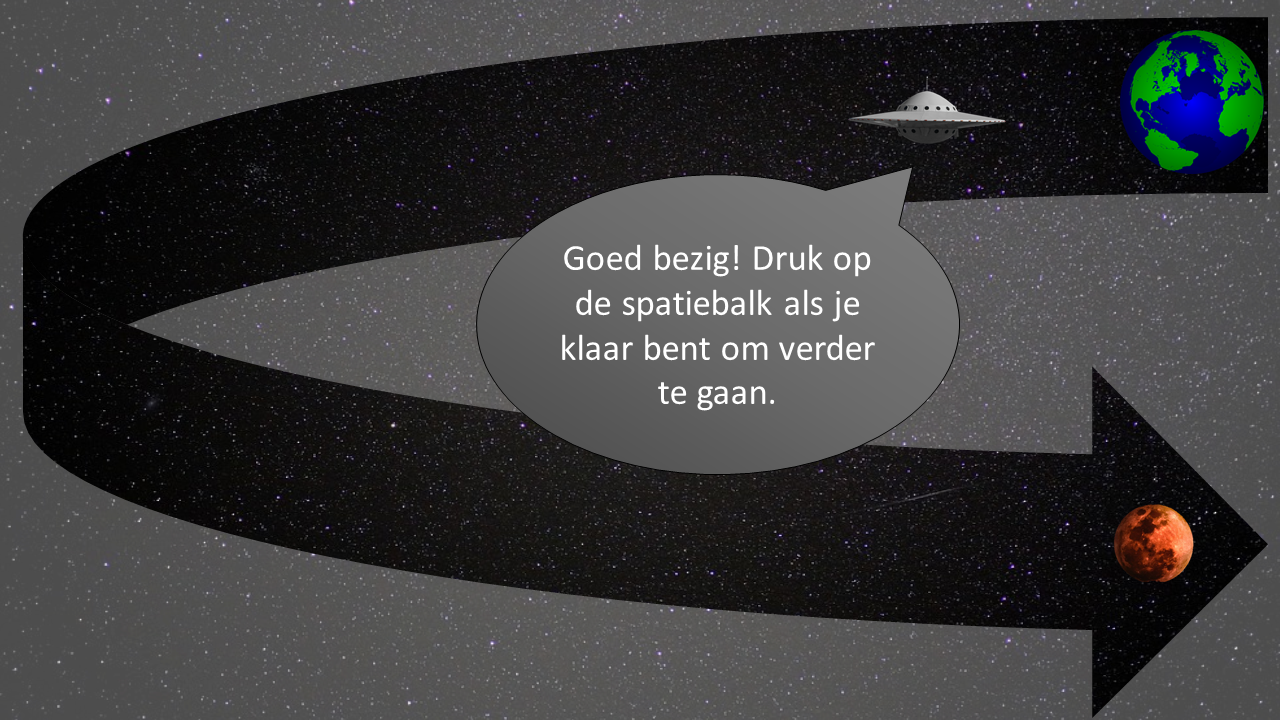 Goed bezig! Druk op
de spatiebalk als je
klaar bent om verder
te gaan.